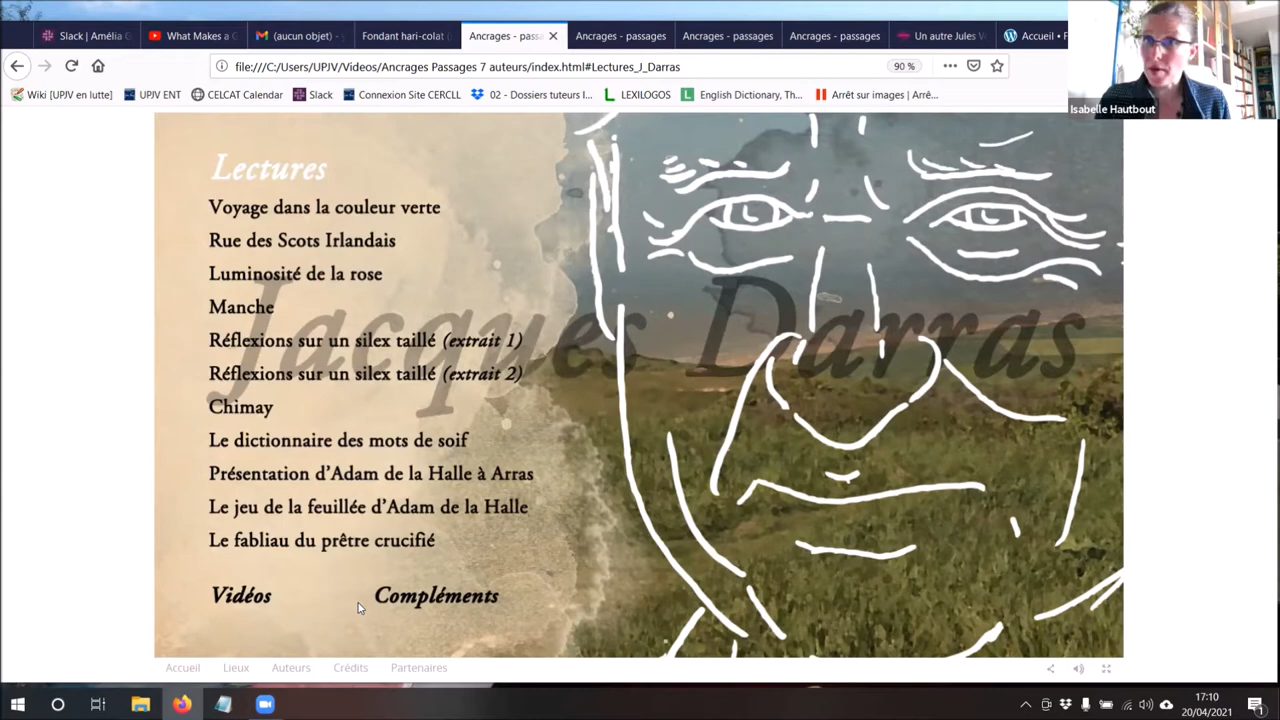 Slack | Amélia G
What Makes a G
(aucun objet) -
Fondant hari-colat
Ancrages - passa
Ancrages - passages
Ancrages - passages
Ancrages - passages
Un autre Jules V
Accueil • F
file:///C:/Users/UPJV/Videos/Ancrages Passages 7 auteurs/index.html#Lectures_J_Darras
90 %
Wiki [UPJV en lutte]
UPJV ENT
CELCAT Calendar
Slack
Connexion Site CERCLL
02 - Dossiers tuteurs l...
LEXILOGOS
English Dictionary, Th...
Arrêt sur images | Arrê...
Isabelle Hautbout
Lectures
Voyage dans la couleur verte
Rue des Scots Irlandais
Luminosité de la rose
Manche
Réflexions sur un silex taillé (extrait 1)
Réflexions sur un silex taillé (extrait 2)
Chimay
Le dictionnaire des mots de soif
Présentation d'Adam de la Halle à Arras
Le jeu de la feuillée d'Adam de la Halle
Le fabliau du prêtre crucifié
Jacques Darras
Vidéos
Compléments
Accueil
Lieux
Auteurs
Crédits
Partenaires
17:10
20/04/2021